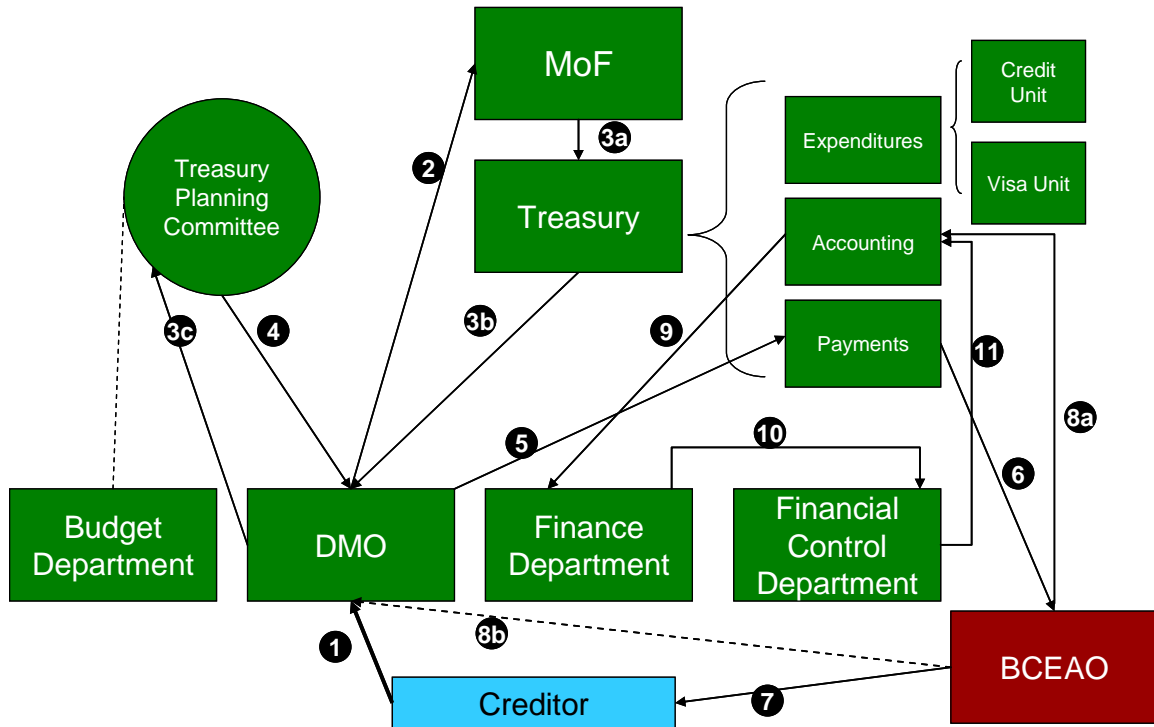 MoF
Credit
Unit
3a
Expenditures
Treasury
Planning
Committee
2
Visa Unit
Treasury
Accounting
3c
4
3b
9
Payments
11
8a
5
10
6
Budget
Department
DMO
Finance
Department
Financial
Control
Department
1
8b
BCEAO
Creditor
7